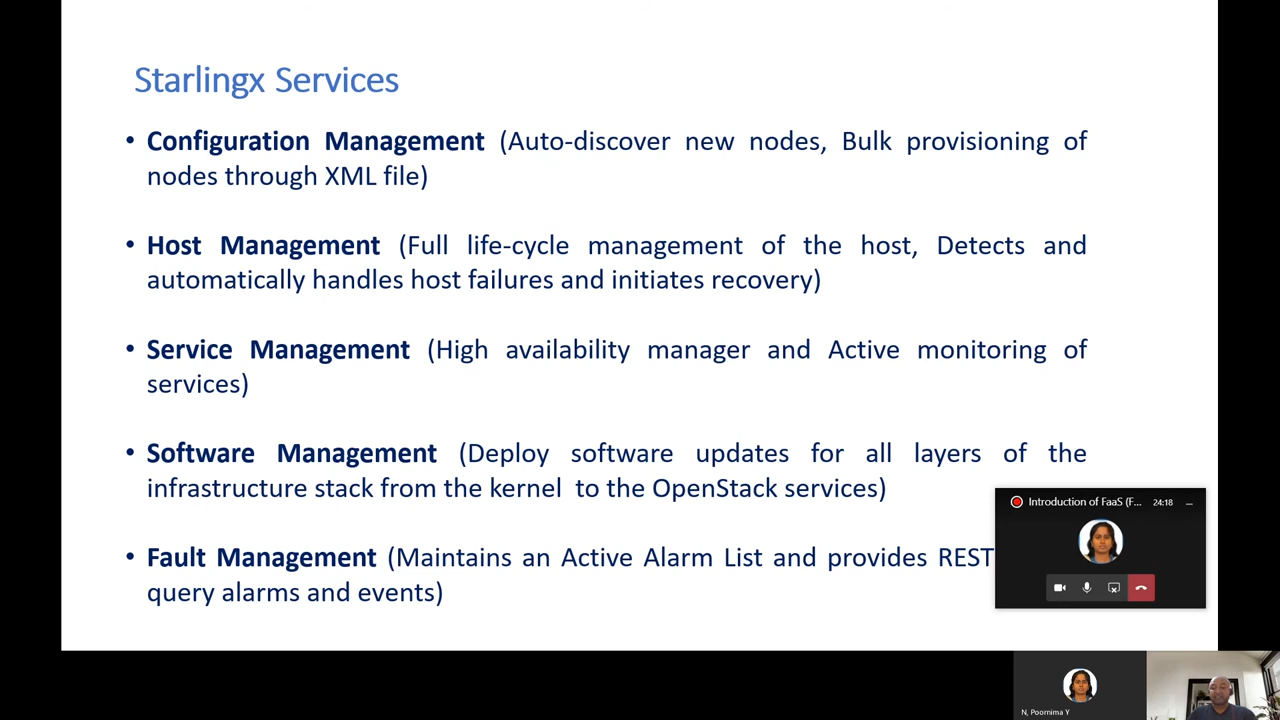 Starlingx Services
• Configuration Management (Auto-discover new nodes, Bulk provisioning of
nodes through XML file)
• Host Management (Full life-cycle management of the host, Detects and
automatically handles host failures and initiates recovery)
• Service Management (High availability manager and Active monitoring of
services)
• Software Management (Deploy software updates for all layers of the
infrastructure stack from the kernel to the OpenStack services)
• Fault Management (Maintains an Active Alarm List and provides REST
query alarms and events)
Introduction of FaaS (F... 24:18
N, Poornima Y